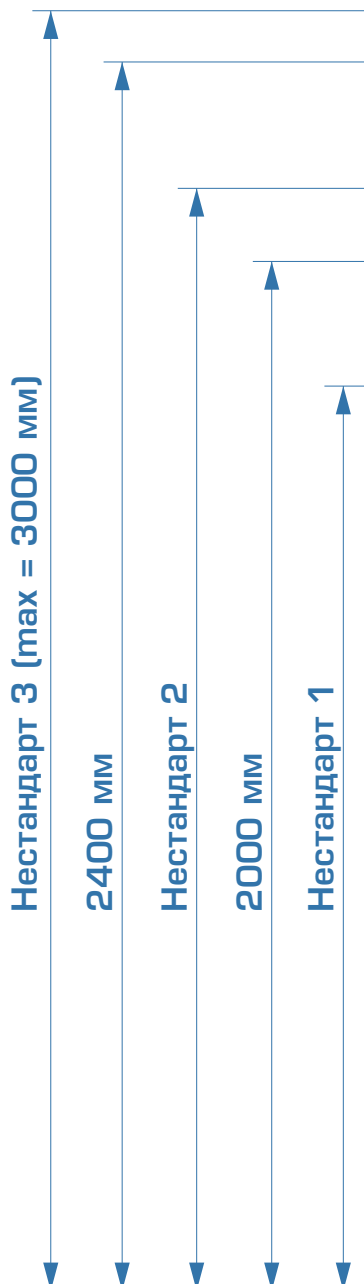 Нестандарт 3 (max = 3000 мм)
2400 мм
Нестандарт 2
2000 мм
Нестандарт 1